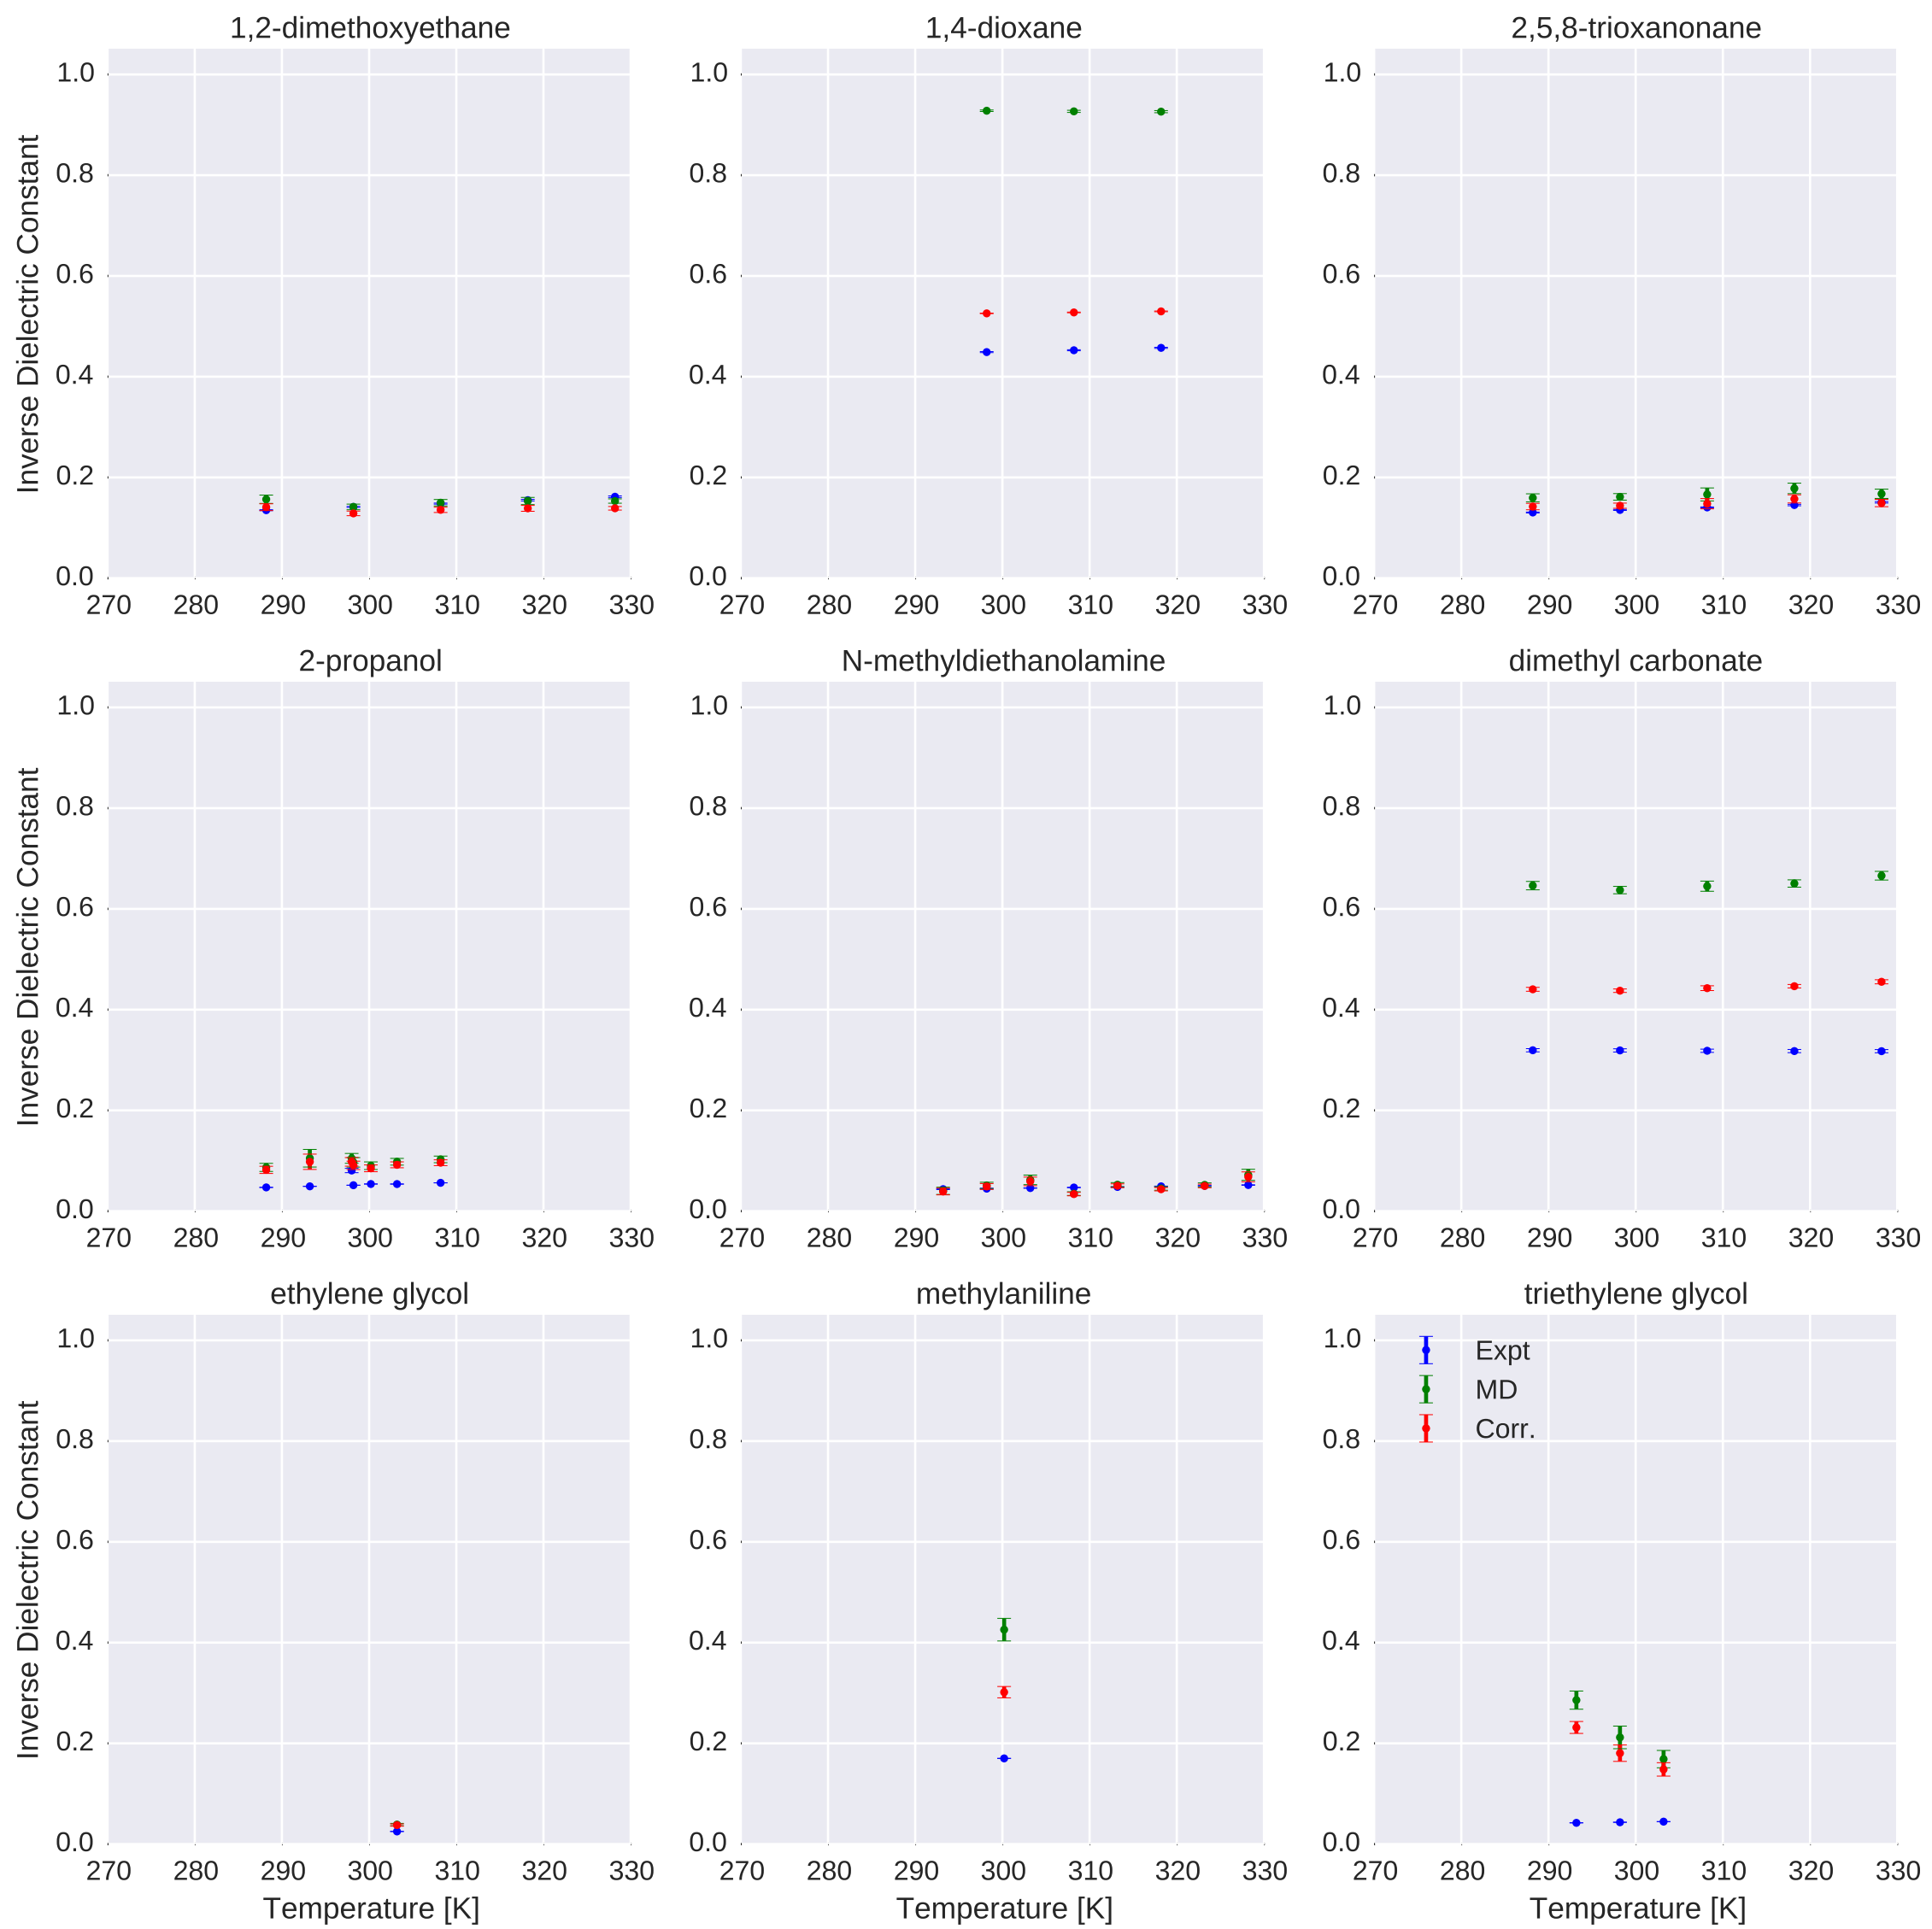 1,2-dimethoxyethane
1,4-dioxane
2,5,8-trioxanonane
Inverse Dielectric Constant
1.0
0.8
0.6
0.4
0.2
0.0
270 280 290 300 310 320 330
1.0
0.8
0.6
0.4
0.2
0.0
270 280 290 300 310 320 330
1.0
0.8
0.6
0.4
0.2
0.0
270 280 290 300 310 320 330
2-propanol
N-methyldiethanolamine
dimethyl carbonate
Inverse Dielectric Constant
1.0
0.8
0.6
0.4
0.2
0.0
270 280 290 300 310 320 330
1.0
0.8
0.6
0.4
0.2
0.0
270 280 290 300 310 320 330
1.0
0.8
0.6
0.4
0.2
0.0
270 280 290 300 310 320 330
ethylene glycol
methylaniline
triethylene glycol
Inverse Dielectric Constant
1.0
0.8
0.6
0.4
0.2
0.0
270 280 290 300 310 320 330
Temperature [K]
1.0
0.8
0.6
0.4
0.2
0.0
270 280 290 300 310 320 330
Temperature [K]
1.0
0.8
0.6
0.4
0.2
0.0
Expt
MD
Corr.
270 280 290 300 310 320 330
Temperature [K]